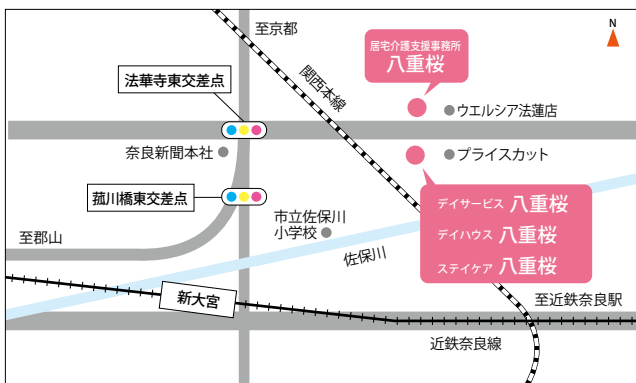 至京都
N
居宅介護支援事務所
八重桜
法華寺東交差点
関西本線
ウエルシア法蓮店
奈良新聞本社
プライスカット
菰川橋東交差点
デイサービス 八重桜
市立佐保川
小学校
デイハウス 八重桜
至郡山
佐保川
ステイケア 八重桜
新大宮
至近鉄奈良駅
近鉄奈良線